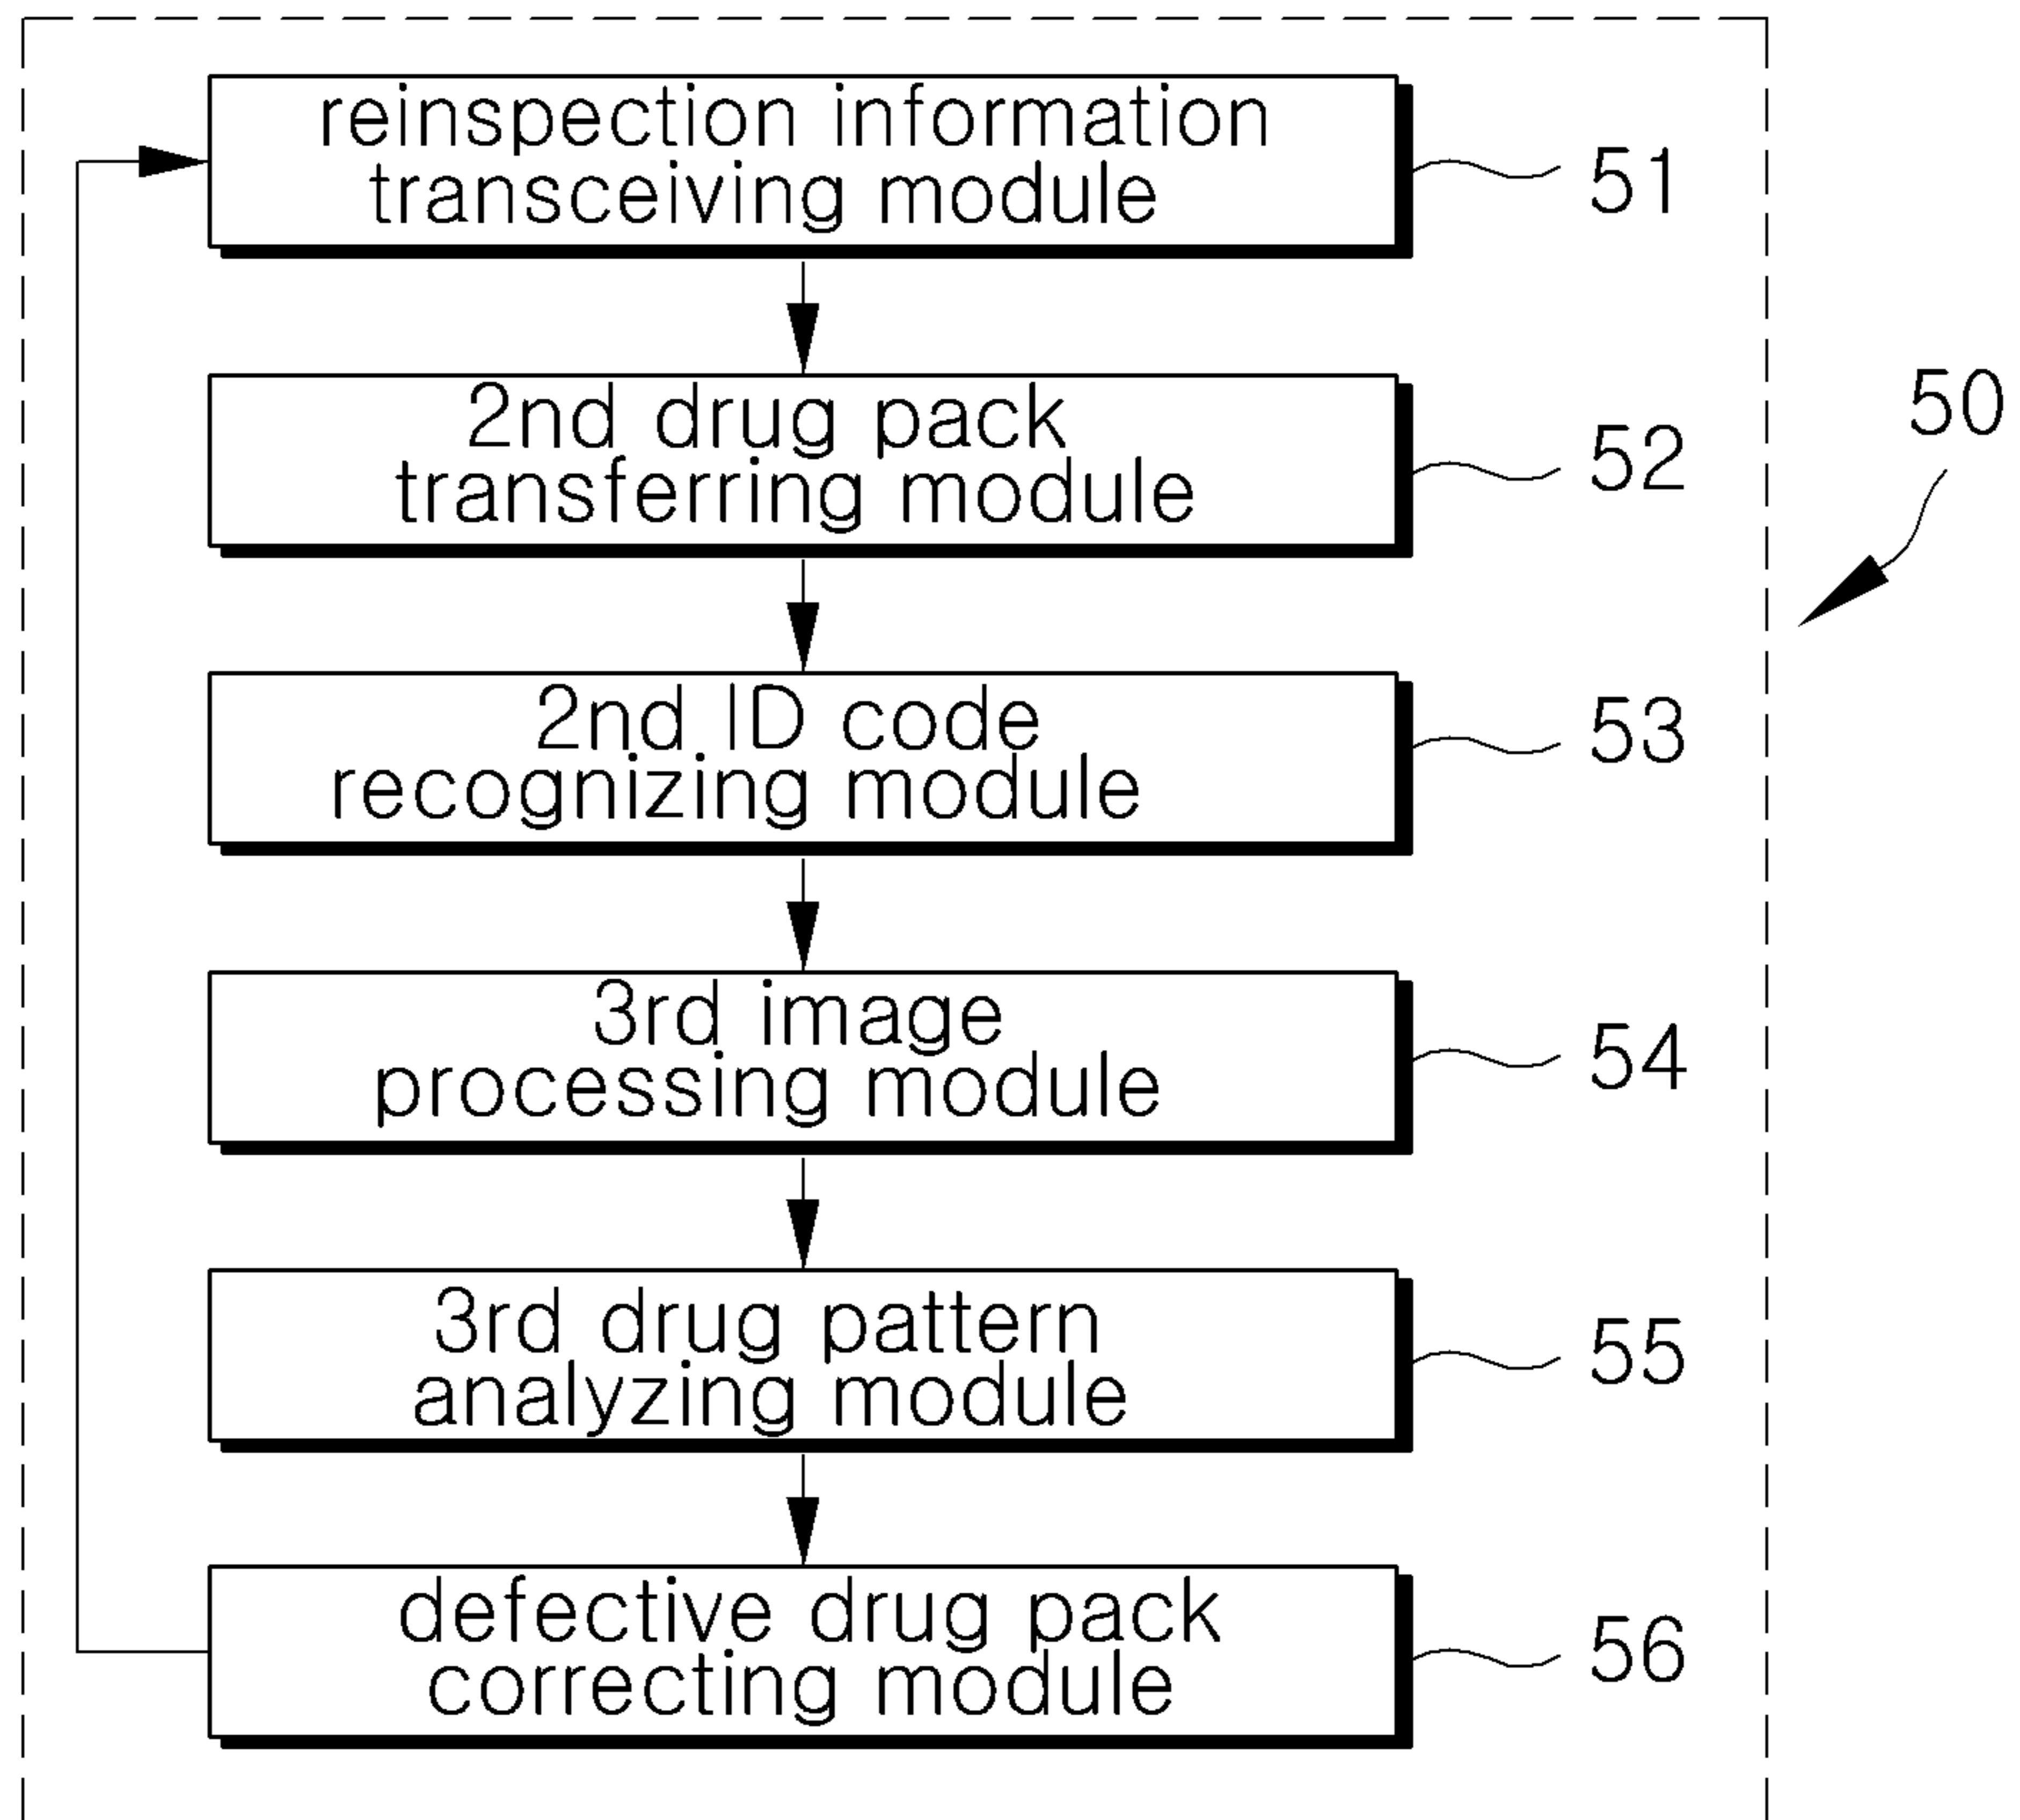 reinspection information
transceiving module
51
2nd drug pack
transferring module
52
50
2nd ID code
recognizing module
53
3rd image
processing module
54
3rd drug pattern
analyzing module
55
defective drug pack
correcting module
56